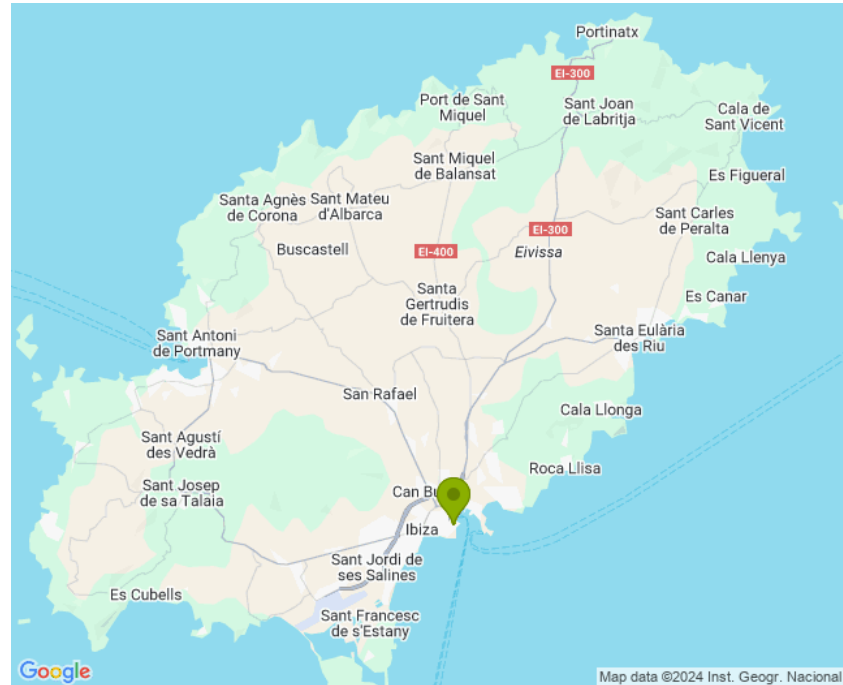 Portinatx
EI-300
Port de Sant
Miquel
Sant Joan
de Labritja
Cala de
Sant Vicent
Sant Miquel
de Balansat
Es Figueral
Santa Agnès
de Corona
Sant Mateu
d'Albarca
Sant Carles
de Peralta
EI-300
Buscastell
EI-400
Eivissa
Cala Llenya
Santa
Gertrudis
de Fruitera
Es Canar
Sant Antoni
de Portmany
Santa Eulària
des Riu
San Rafael
Cala Llonga
Sant Agustí
des Vedrà
Roca Llisa
Sant Josep
de sa Talaia
Can Bu
Ibiza
Sant Jordi de
ses Salines
Es Cubells
Sant Francesc
de s'Estany
Google
Map data ©2024 Inst. Geogr. Nacional